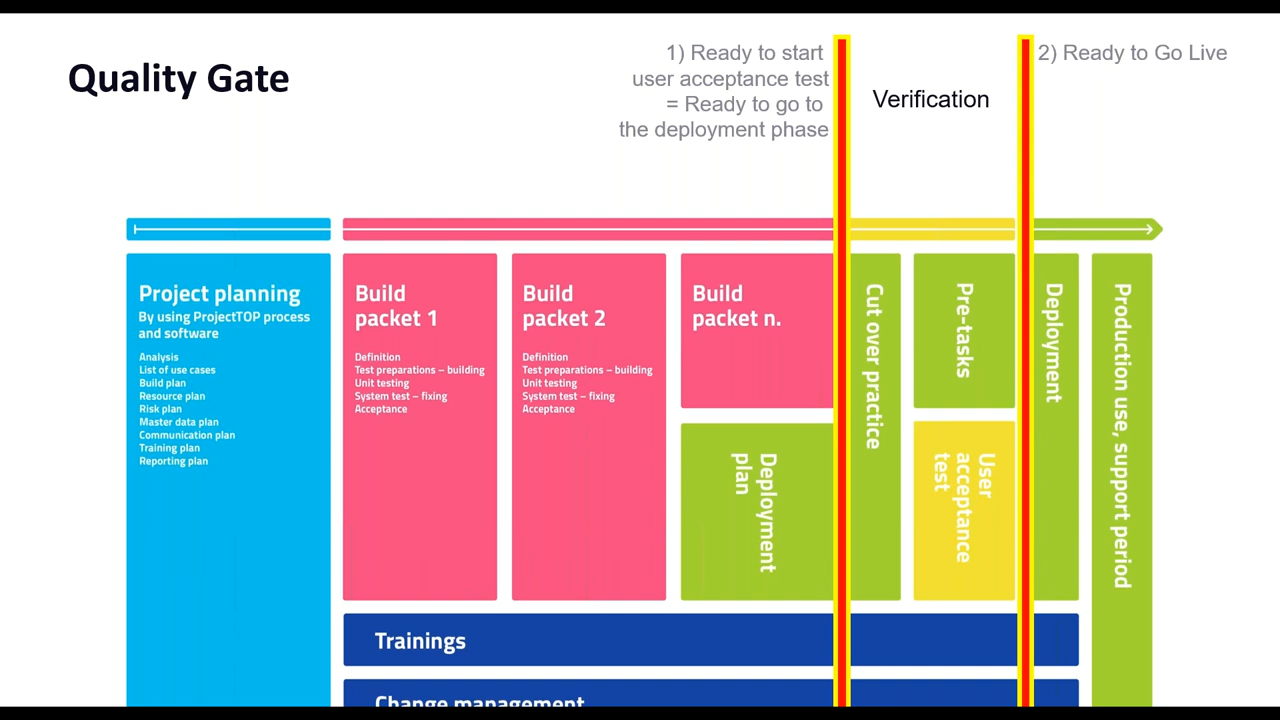 Quality Gate
1) Ready to start
user acceptance test
= Ready to go to
the deployment phase
Verification
2) Ready to Go Live
Project planning
By using ProjectTOP process
and software
Analysis
List of use cases
Build plan
Resource plan
Risk plan
Master data plan
Communication plan
Training plan
Reporting plan
Build
packet 1
Definition
Test preparations – building
Unit testing
System test – fixing
Acceptance
Build
packet 2
Definition
Test preparations – building
Unit testing
System test – fixing
Acceptance
Build
packet n.
Deployment
plan
Cut over practice
Pre-tasks
User
acceptance
test
Deployment
Production use, support period
Trainings
Change management